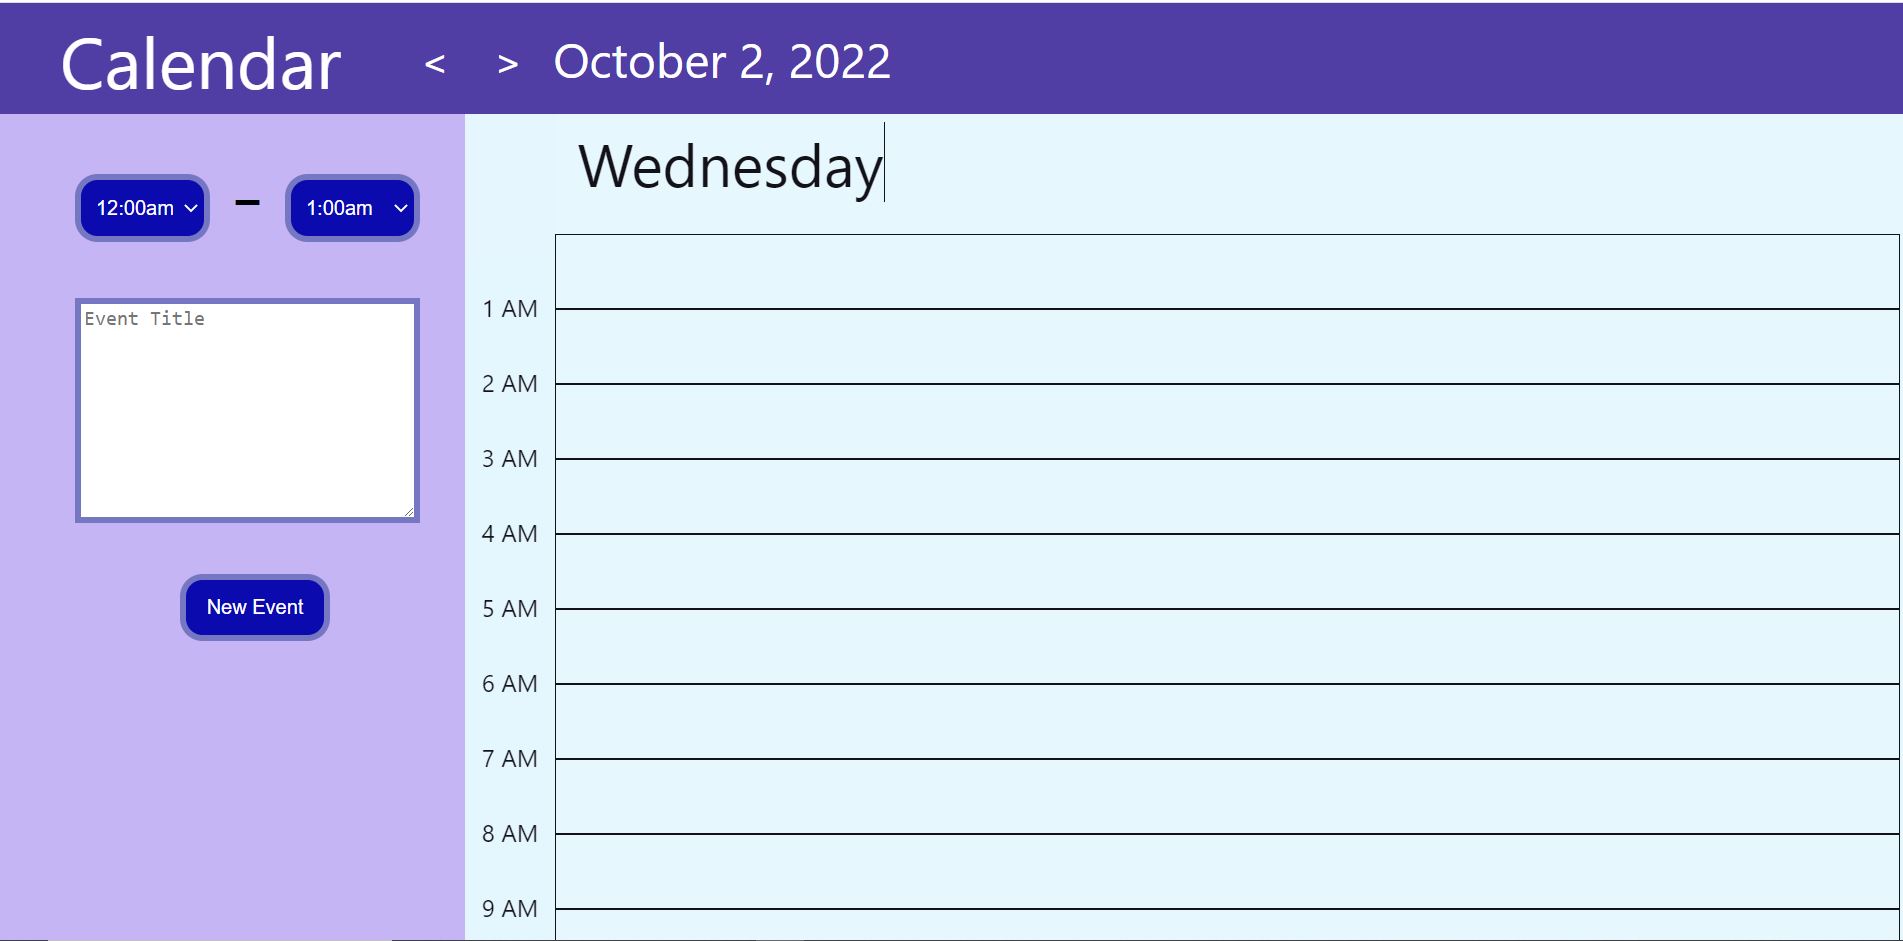 Calendar < > October 2, 2022
Wednesday
12:00am – 1:00am
Event Title
New Event
1 AM
2 AM
3 AM
4 AM
5 AM
6 AM
7 AM
8 AM
9 AM